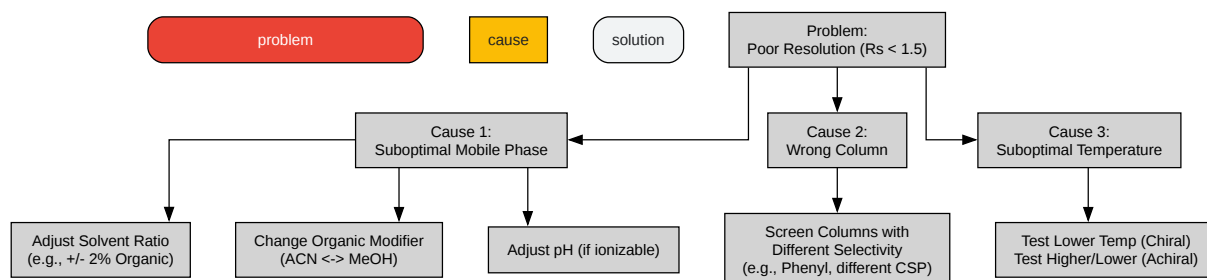 problem
cause
solution
Problem:
Poor Resolution (Rs < 1.5)
Cause 1:
Suboptimal Mobile Phase
Cause 2:
Wrong Column
Cause 3:
Suboptimal Temperature
Adjust Solvent Ratio
(e.g., +/- 2% Organic)
Change Organic Modifier
(ACN <-> MeOH)
Adjust pH (if ionizable)
Screen Columns with
Different Selectivity
(e.g., Phenyl, different CSP)
Test Lower Temp (Chiral)
Test Higher/Lower (Achiral)